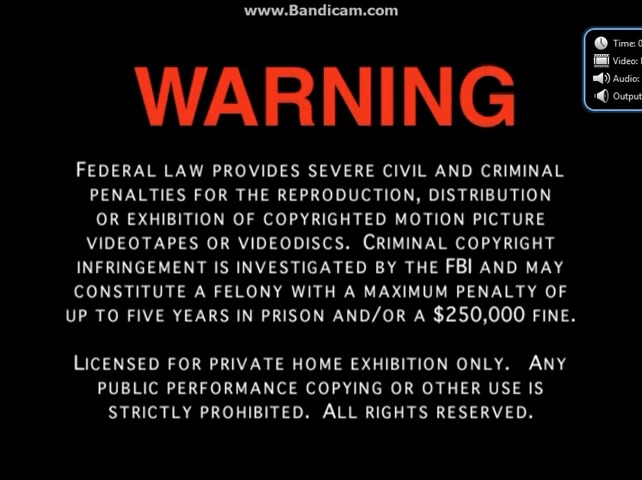 www.Bandicam.com
Time: 0
Video:
Audio:
Output
WARNING
FEDERAL LAW PROVIDES SEVERE CIVIL AND CRIMINAL
PENALTIES FOR THE REPRODUCTION, DISTRIBUTION
OR EXHIBITION OF COPYRIGHTED MOTION PICTURE
VIDEOTAPES OR VIDEODISCS. CRIMINAL COPYRIGHT
INFRINGEMENT IS INVESTIGATED BY THE FBI AND MAY
CONSTITUTE A FELONY WITH A MAXIMUM PENALTY OF
UP TO FIVE YEARS IN PRISON AND/OR A $250,000 FINE.
LICENSED FOR PRIVATE HOME EXHIBITION ONLY. ANY
PUBLIC PERFORMANCE COPYING OR OTHER USE IS
STRICTLY PROHIBITED. ALL RIGHTS RESERVED.